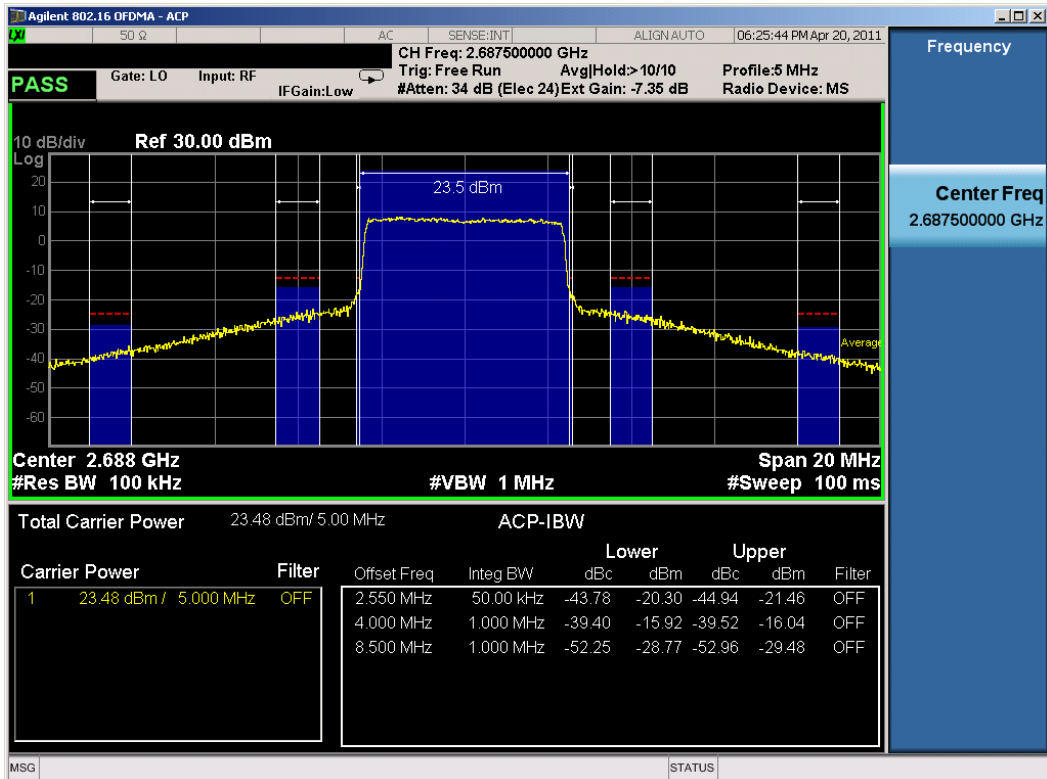 Agilent 802.16 OFDMA - ACP
LXI 50 Ω AC SENSE:INT ALIGN AUTO 06:25:44 PM Apr 20, 2011
CH Freq: 2.687500000 GHz
Trig: Free Run Avg|Hold:> 10/10 Profile:5 MHz
PASS Gate: LO Input: RF IFGain:Low #Atten: 34 dB (Elec 24) Ext Gain: -7.35 dB Radio Device: MS
Frequency
Center Freq
2.687500000 GHz
10 dB/div Ref 30.00 dBm
Log
20
10
0
-10
-20
-30
-40
-50
-60
23.5 dBm
Average
Center 2.688 GHz Span 20 MHz
#Res BW 100 kHz #VBW 1 MHz #Sweep 100 ms
Total Carrier Power 23.48 dBm/ 5.00 MHz ACP-IBW
Lower Upper
Carrier Power Filter Offset Freq Integ BW dBc dBm dBc dBm Filter
1 23.48 dBm / 5.000 MHz OFF 2.550 MHz 50.00 kHz -43.78 -20.30 -44.94 -21.46 OFF
4.000 MHz 1.000 MHz -39.40 -15.92 -39.52 -16.04 OFF
8.500 MHz 1.000 MHz -52.25 -28.77 -52.96 -29.48 OFF
MSG STATUS